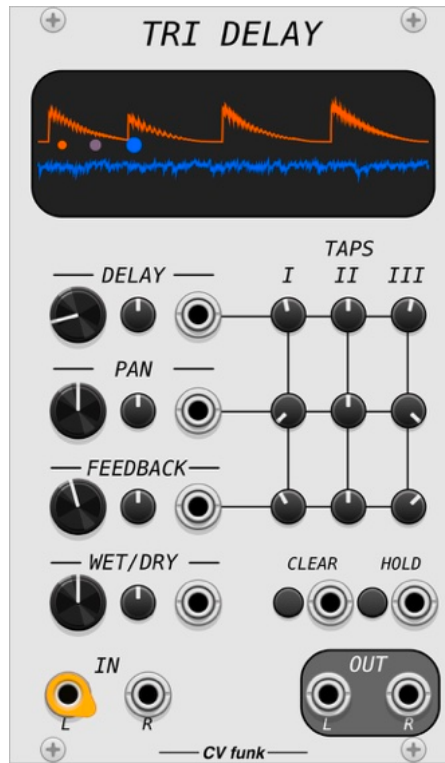 TRI DELAY
TAPS
DELAY I II III
PAN
FEEDBACK
WET/DRY CLEAR HOLD
IN OUT
L R L R
CV funk